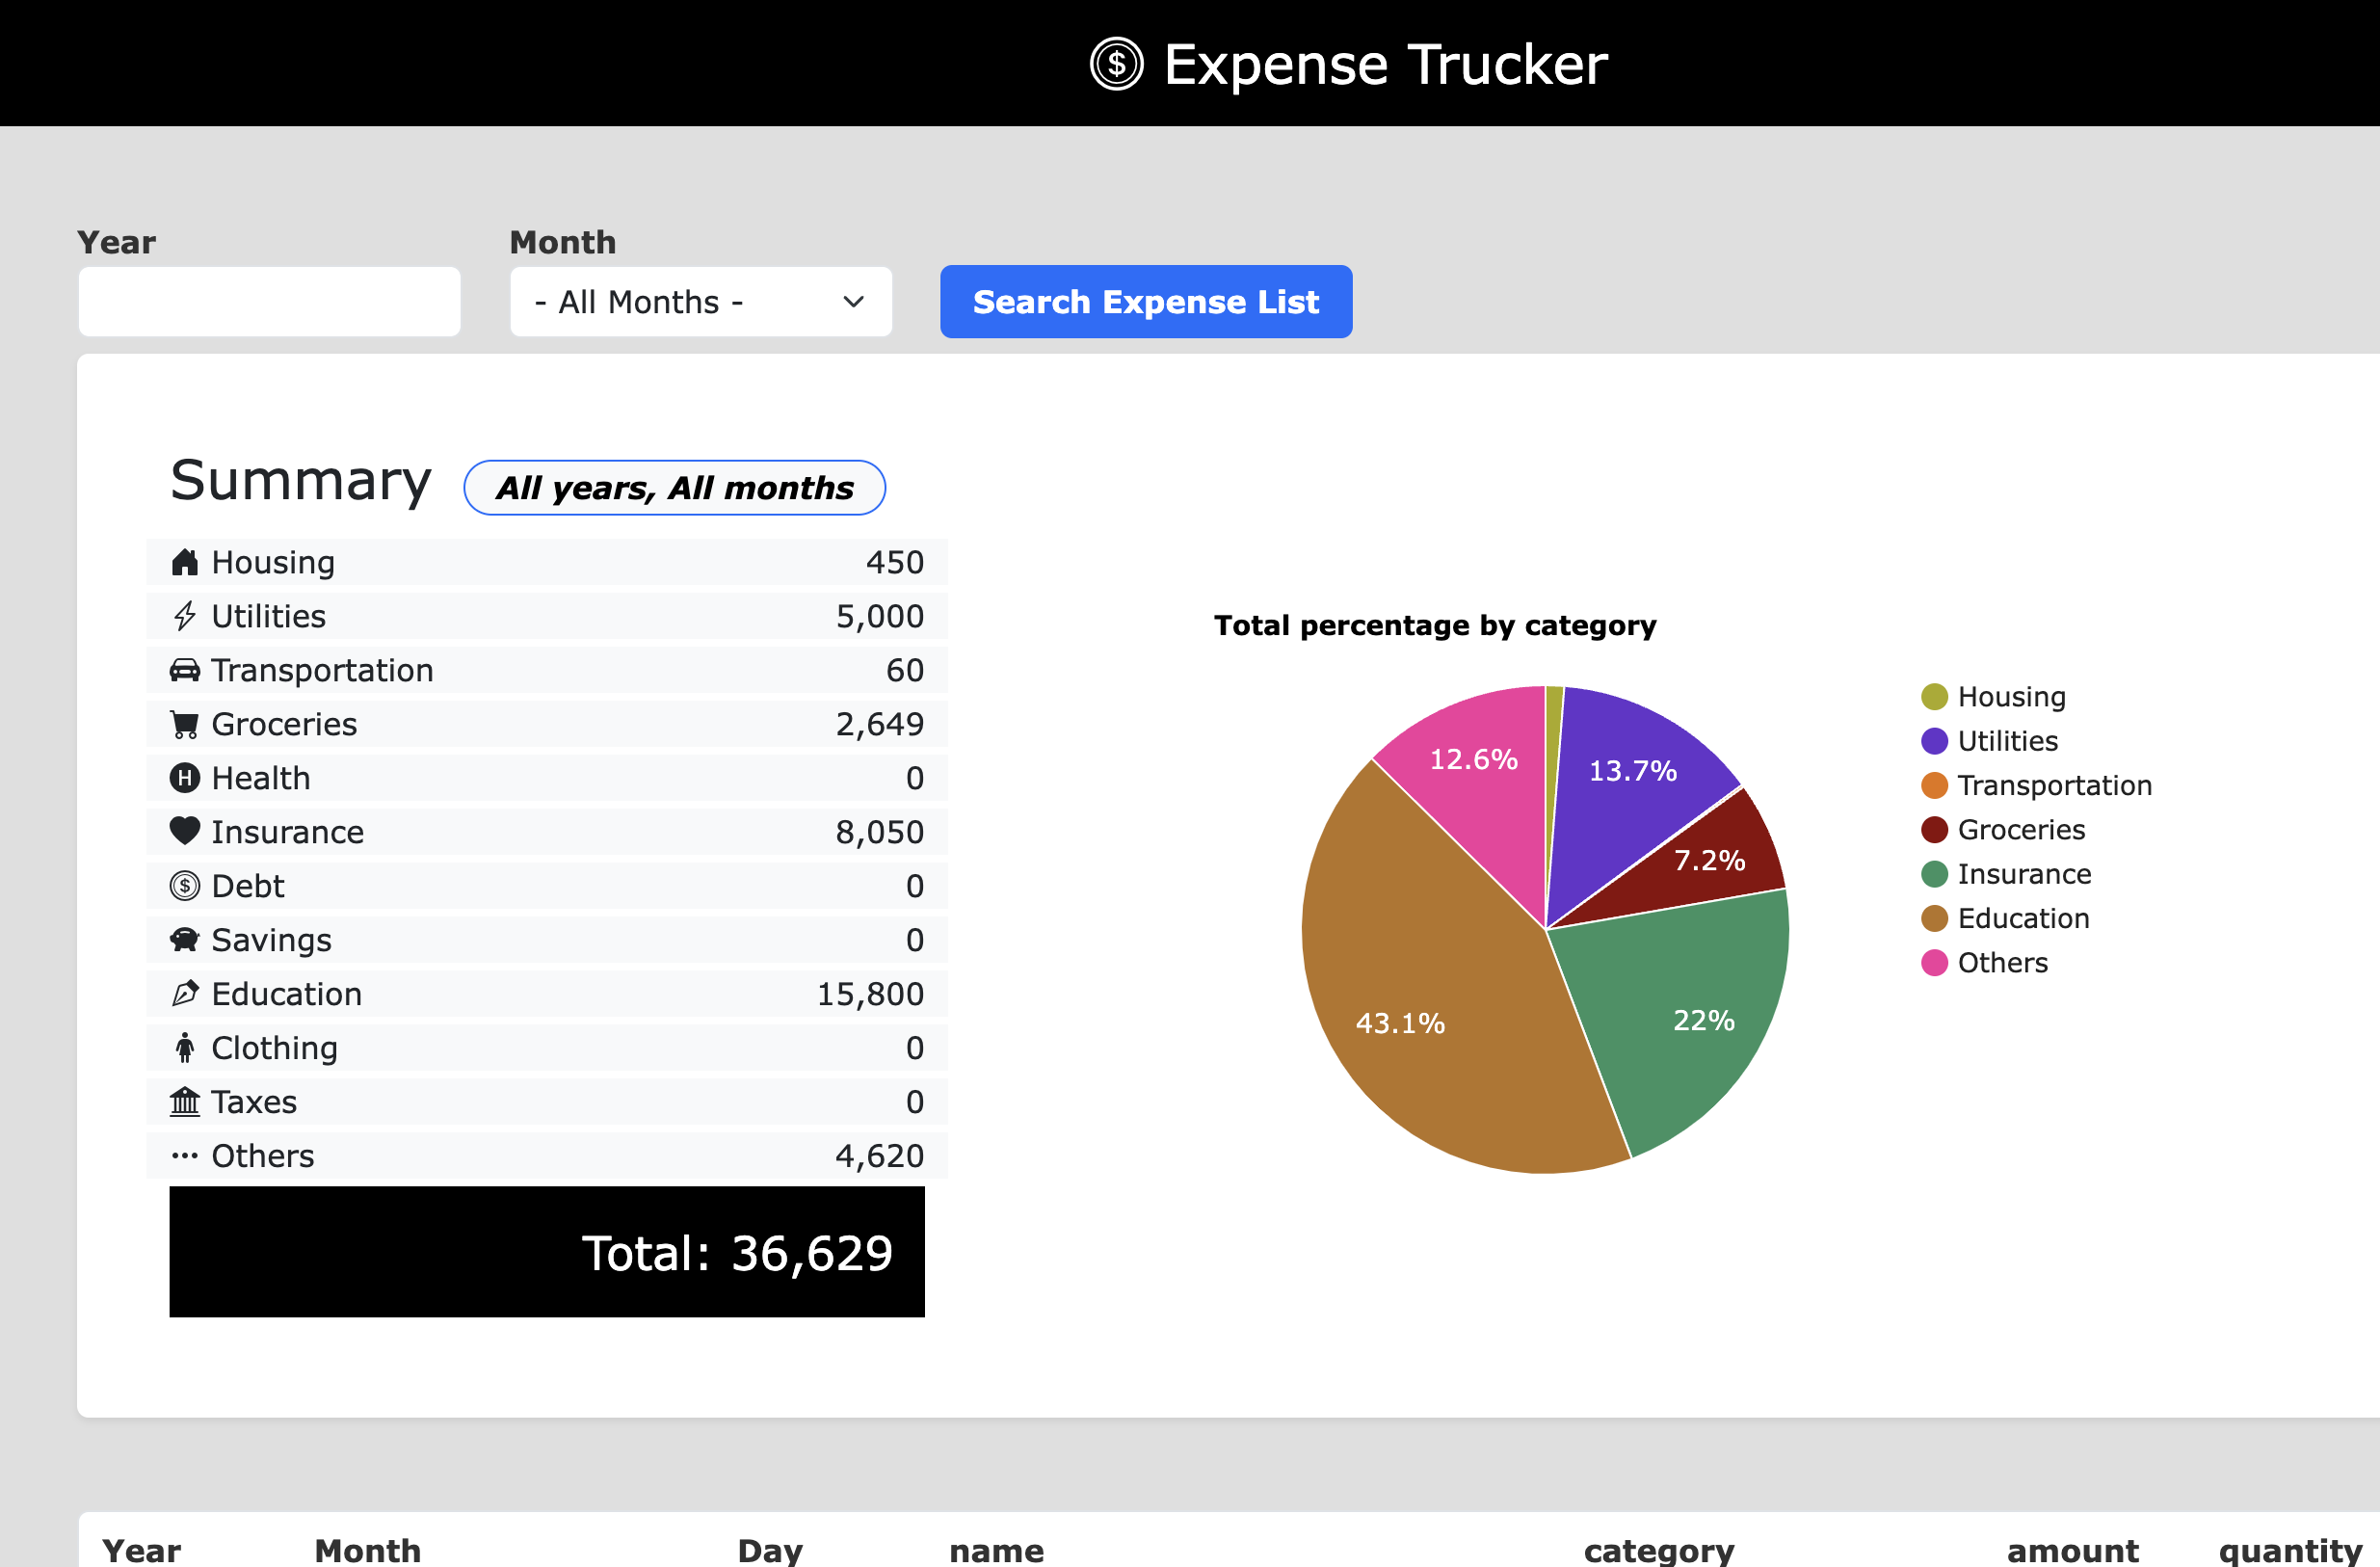 Expense Trucker
Year
Month
- All Months -
Search Expense List
Summary
All years, All months
Housing 450
Utilities 5,000
Transportation 60
Groceries 2,649
Health 0
Insurance 8,050
Debt 0
Savings 0
Education 15,800
Clothing 0
Taxes 0
Others 4,620
Total: 36,629
Total percentage by category
12.6%
13.7%
7.2%
43.1%
22%
Housing
Utilities
Transportation
Groceries
Insurance
Education
Others
Year Month Day name category amount quantity